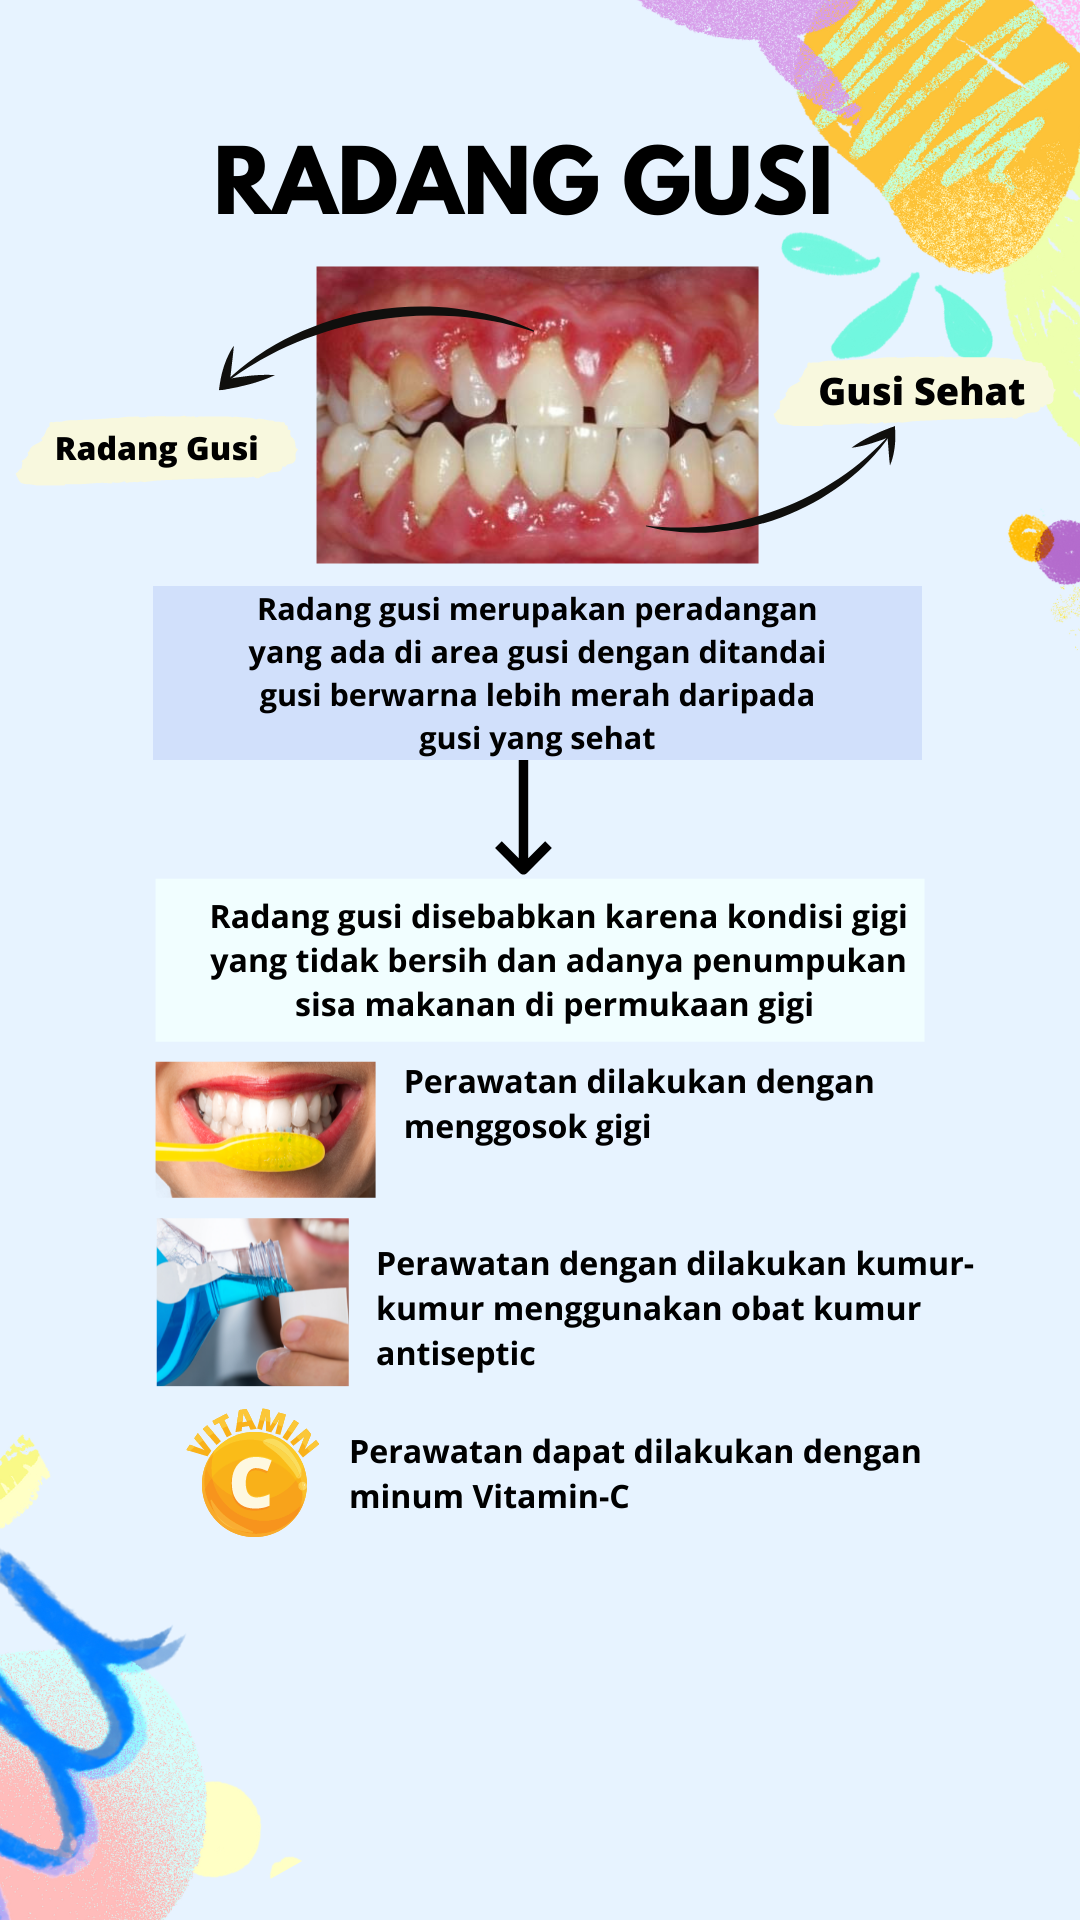 RADANG GUSI
Gusi Sehat
Radang Gusi
Radang gusi merupakan peradangan
yang ada di area gusi dengan ditandai
gusi berwarna lebih merah daripada
gusi yang sehat
Radang gusi disebabkan karena kondisi gigi
yang tidak bersih dan adanya penumpukan
sisa makanan di permukaan gigi
Perawatan dilakukan dengan
menggosok gigi
Perawatan dengan dilakukan kumur-
kumur menggunakan obat kumur
antiseptic
VITAMIN
C
Perawatan dapat dilakukan dengan
minum Vitamin-C